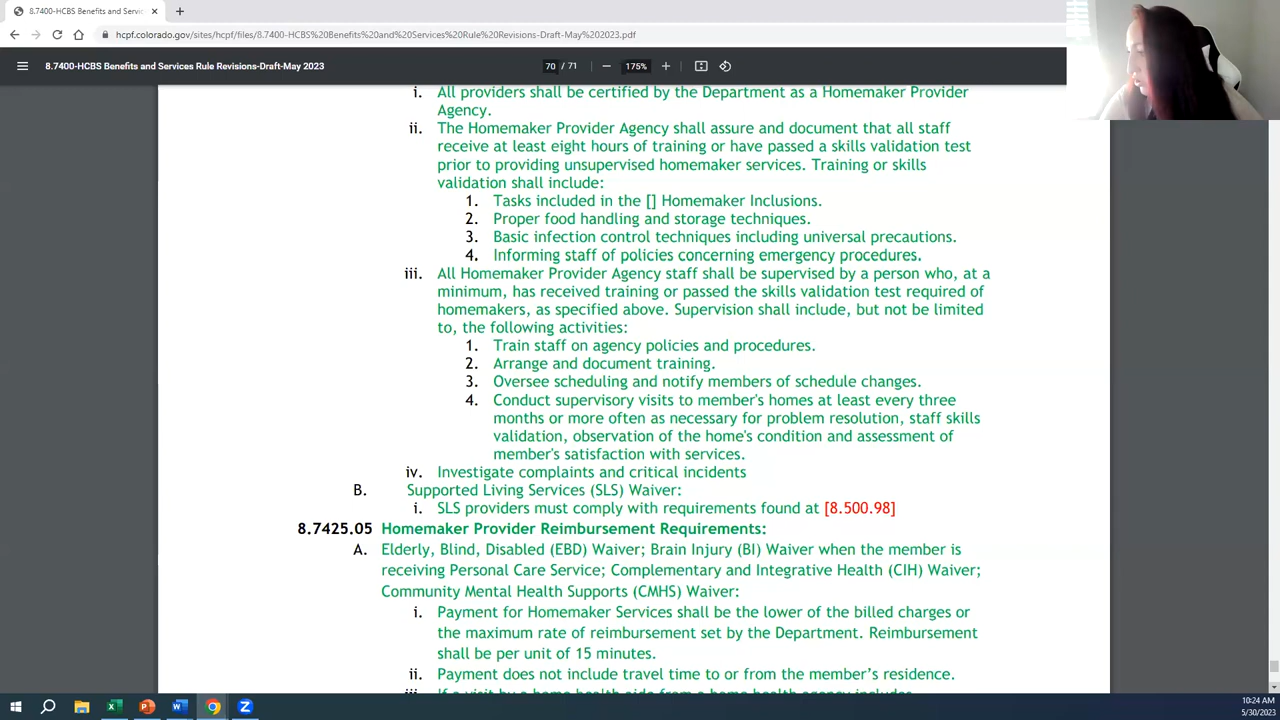 8.7400-HCBS Benefits and Servic
hcpf.colorado.gov/sites/hcpf/files/8.7400-HCBS%20Benefits%20and%20Services%20Rule%20Revisions-Draft-May%202023.pdf
8.7400-HCBS Benefits and Services Rule Revisions-Draft-May 2023
70 / 71
175%
i. All providers shall be certified by the Department as a Homemaker Provider
Agency.
ii. The Homemaker Provider Agency shall assure and document that all staff
receive at least eight hours of training or have passed a skills validation test
prior to providing unsupervised homemaker services. Training or skills
validation shall include:
1. Tasks included in the [] Homemaker Inclusions.
2. Proper food handling and storage techniques.
3. Basic infection control techniques including universal precautions.
4. Informing staff of policies concerning emergency procedures.
iii. All Homemaker Provider Agency staff shall be supervised by a person who, at a
minimum, has received training or passed the skills validation test required of
homemakers, as specified above. Supervision shall include, but not be limited
to, the following activities:
1. Train staff on agency policies and procedures.
2. Arrange and document training.
3. Oversee scheduling and notify members of schedule changes.
4. Conduct supervisory visits to member's homes at least every three
months or more often as necessary for problem resolution, staff skills
validation, observation of the home's condition and assessment of
member's satisfaction with services.
iv. Investigate complaints and critical incidents
B. Supported Living Services (SLS) Waiver:
i. SLS providers must comply with requirements found at [8.500.98]
8.7425.05 Homemaker Provider Reimbursement Requirements:
A. Elderly, Blind, Disabled (EBD) Waiver; Brain Injury (BI) Waiver when the member is
receiving Personal Care Service; Complementary and Integrative Health (CIH) Waiver;
Community Mental Health Supports (CMHS) Waiver:
i. Payment for Homemaker Services shall be the lower of the billed charges or
the maximum rate of reimbursement set by the Department. Reimbursement
shall be per unit of 15 minutes.
ii. Payment does not include travel time to or from the member’s residence.
iii. If a visit by a home health aide from a home health agency includes
10:24 AM
5/30/2023